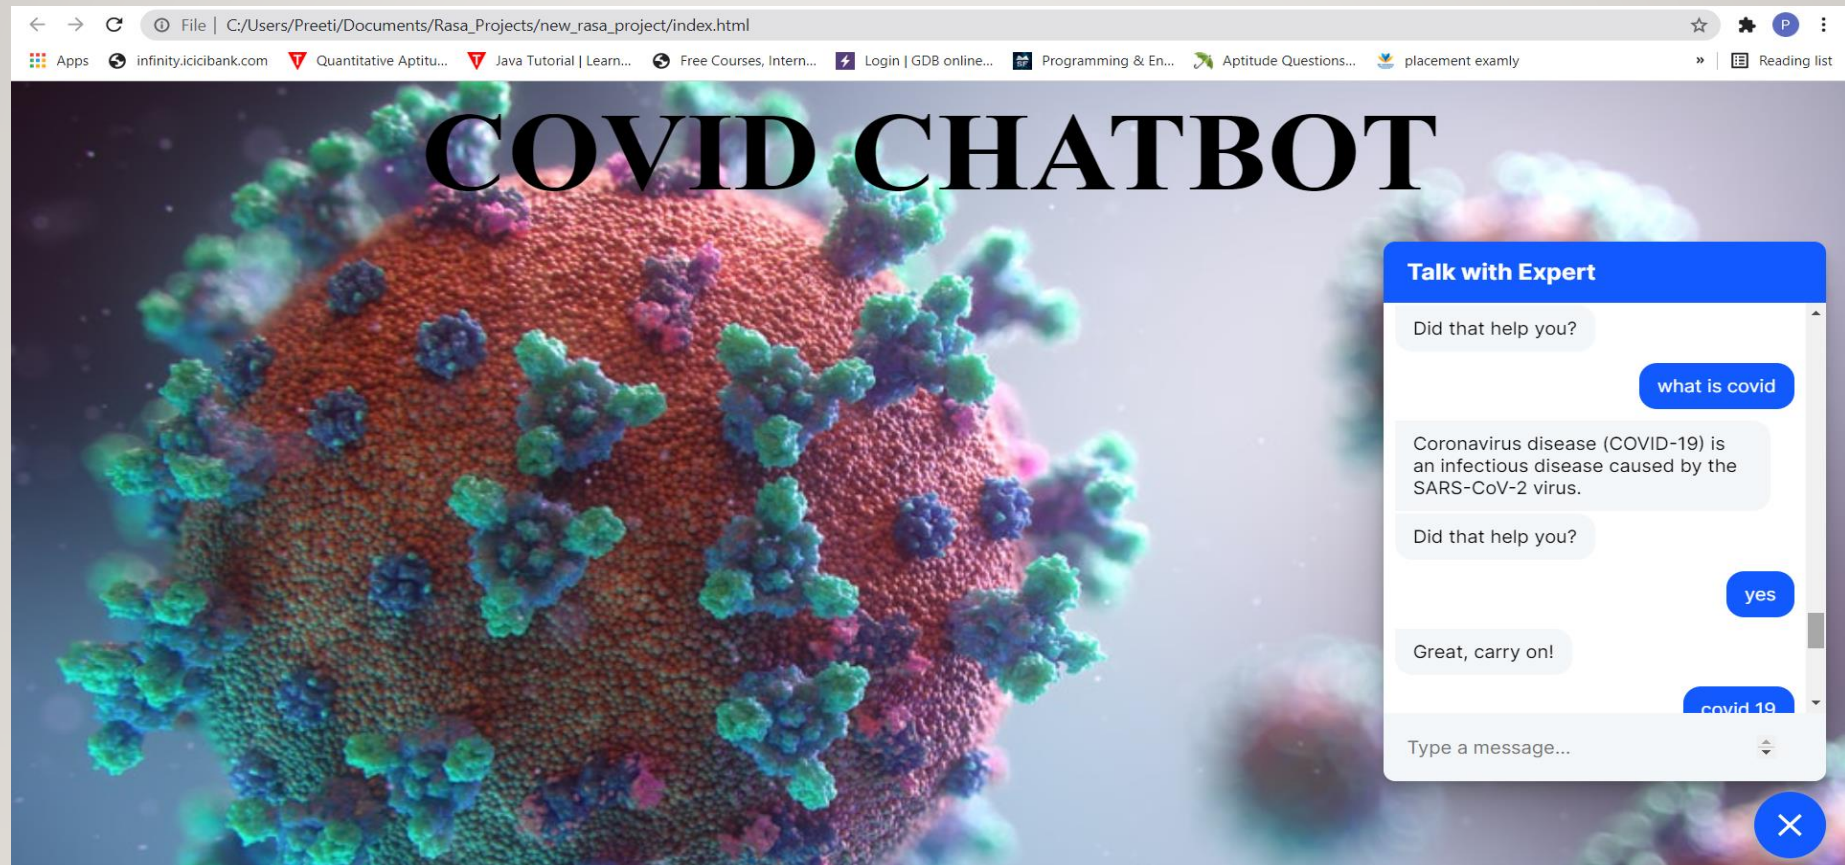 File | C:/Users/Preeti/Documents/Rasa_Projects/new_rasa_project/index.html
P
Apps infinity.icicibank.com Quantitative Aptitu... Java Tutorial | Learn... Free Courses, Intern... Login | GDB online... Programming & En... Aptitude Questions... placement examly » Reading list
COVID CHATBOT
Talk with Expert
Did that help you?
what is covid
Coronavirus disease (COVID-19) is
an infectious disease caused by the
SARS-CoV-2 virus.
Did that help you?
yes
Great, carry on!
covid 19
Type a message...